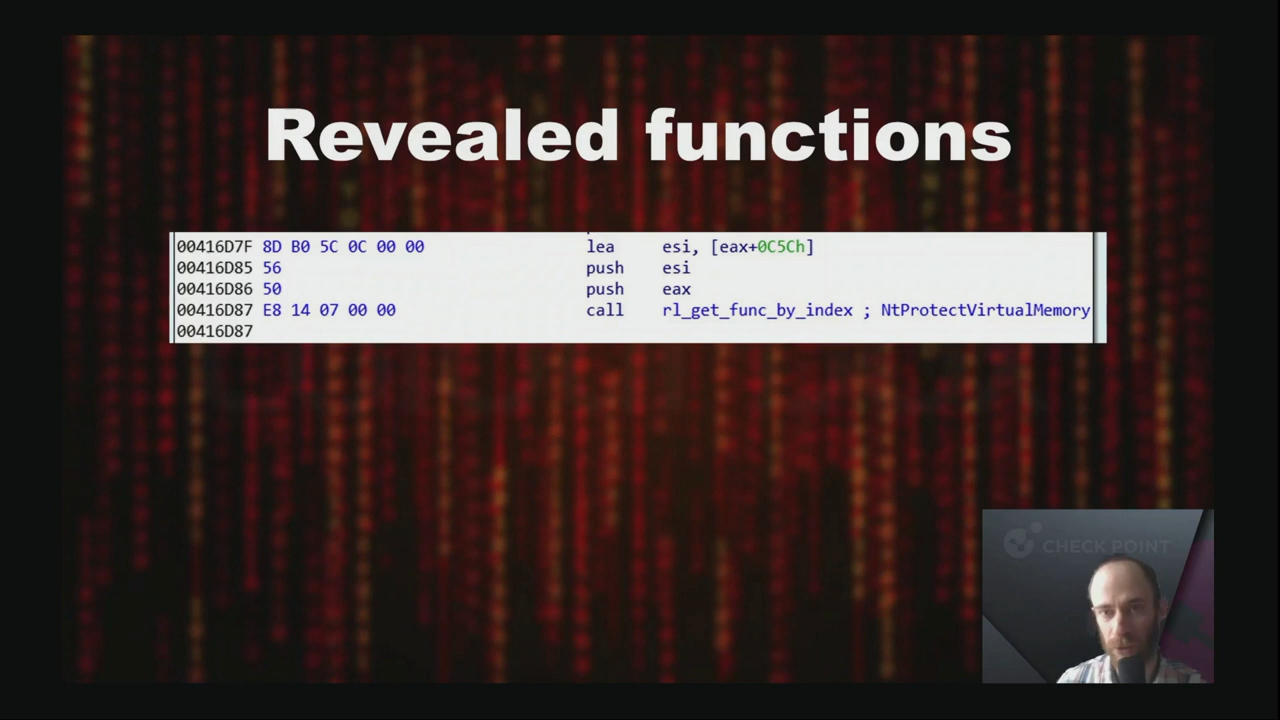 Revealed functions
00416D7F 8D B0 5C 0C 00 00 lea esi, [eax+0C5Ch]
00416D85 56 push esi
00416D86 50 push eax
00416D87 E8 14 07 00 00 call rl_get_func_by_index ; NtProtectVirtualMemory
00416D87
CHECK POINT